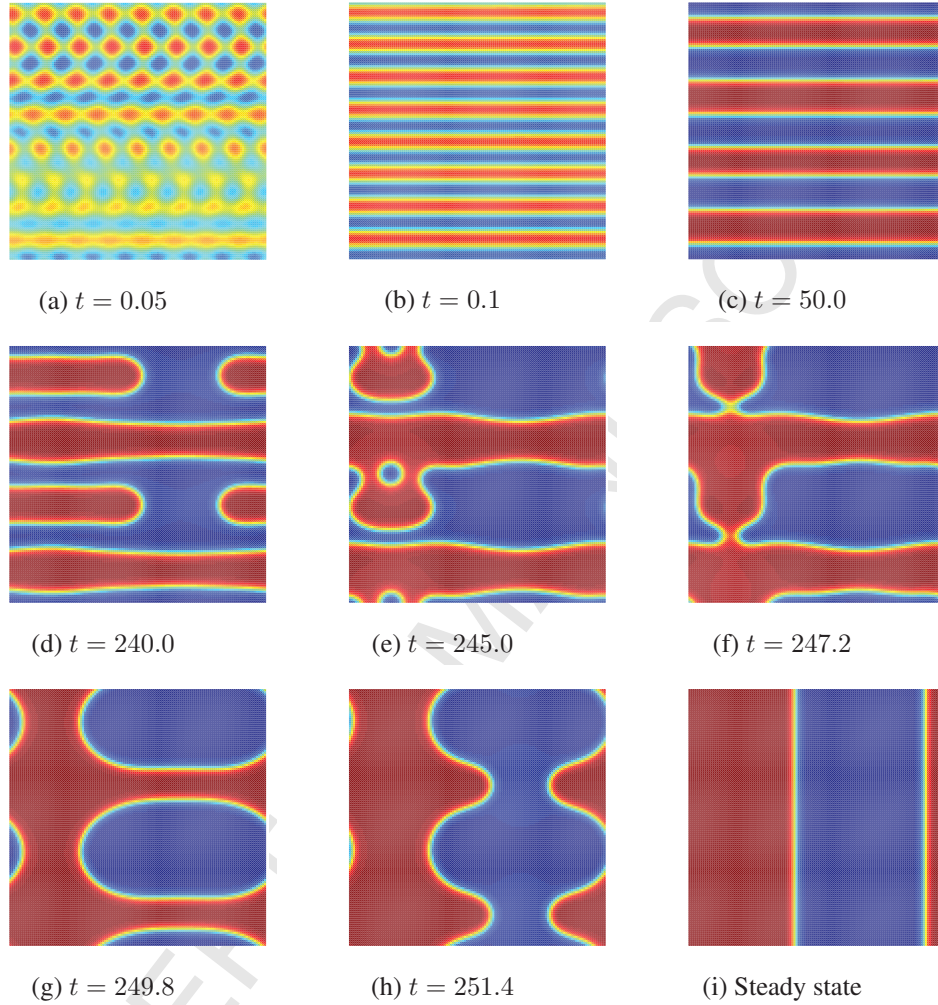 (a) t = 0.05
(b) t = 0.1
(c) t = 50.0
(d) t = 240.0
(e) t = 245.0
(f) t = 247.2
(g) t = 249.8
(h) t = 251.4
(i) Steady state